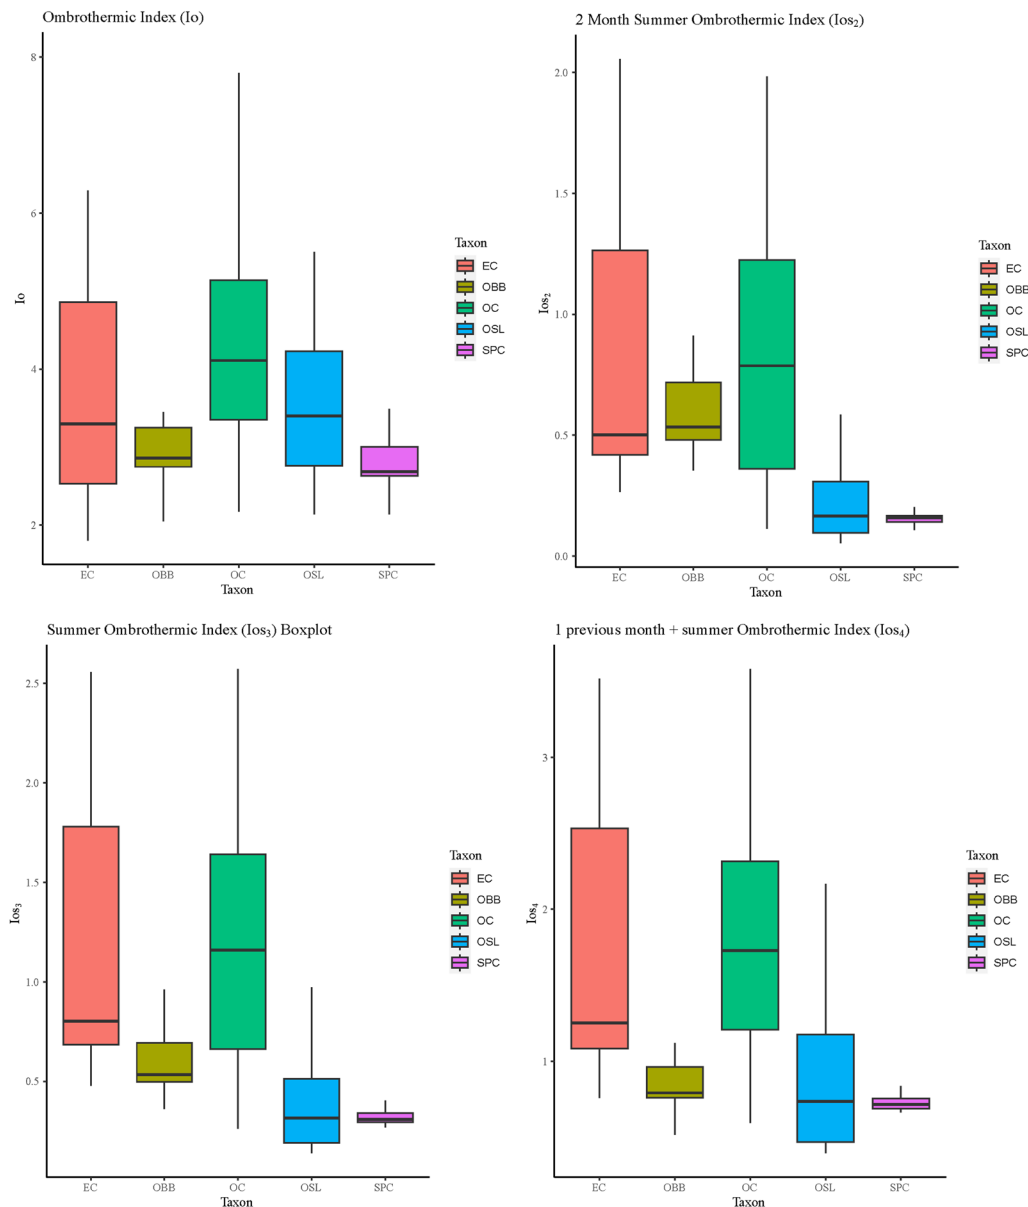 Ombrothermic Index (Io)
8
6
4
2
Io
EC OBB OC OSL SPC
Taxon
Taxon
EC
OBB
OC
OSL
SPC
2 Month Summer Ombrothermic Index (Ios₂)
2.0
1.5
1.0
0.5
0.0
Ios₂
EC OBB OC OSL SPC
Taxon
Taxon
EC
OBB
OC
OSL
SPC
Summer Ombrothermic Index (Ios₃) Boxplot
2.5
2.0
1.5
1.0
0.5
Ios₃
EC OBB OC OSL SPC
Taxon
Taxon
EC
OBB
OC
OSL
SPC
1 previous month + summer Ombrothermic Index (Ios₄)
3
2
1
Ios₄
EC OBB OC OSL SPC
Taxon
Taxon
EC
OBB
OC
OSL
SPC